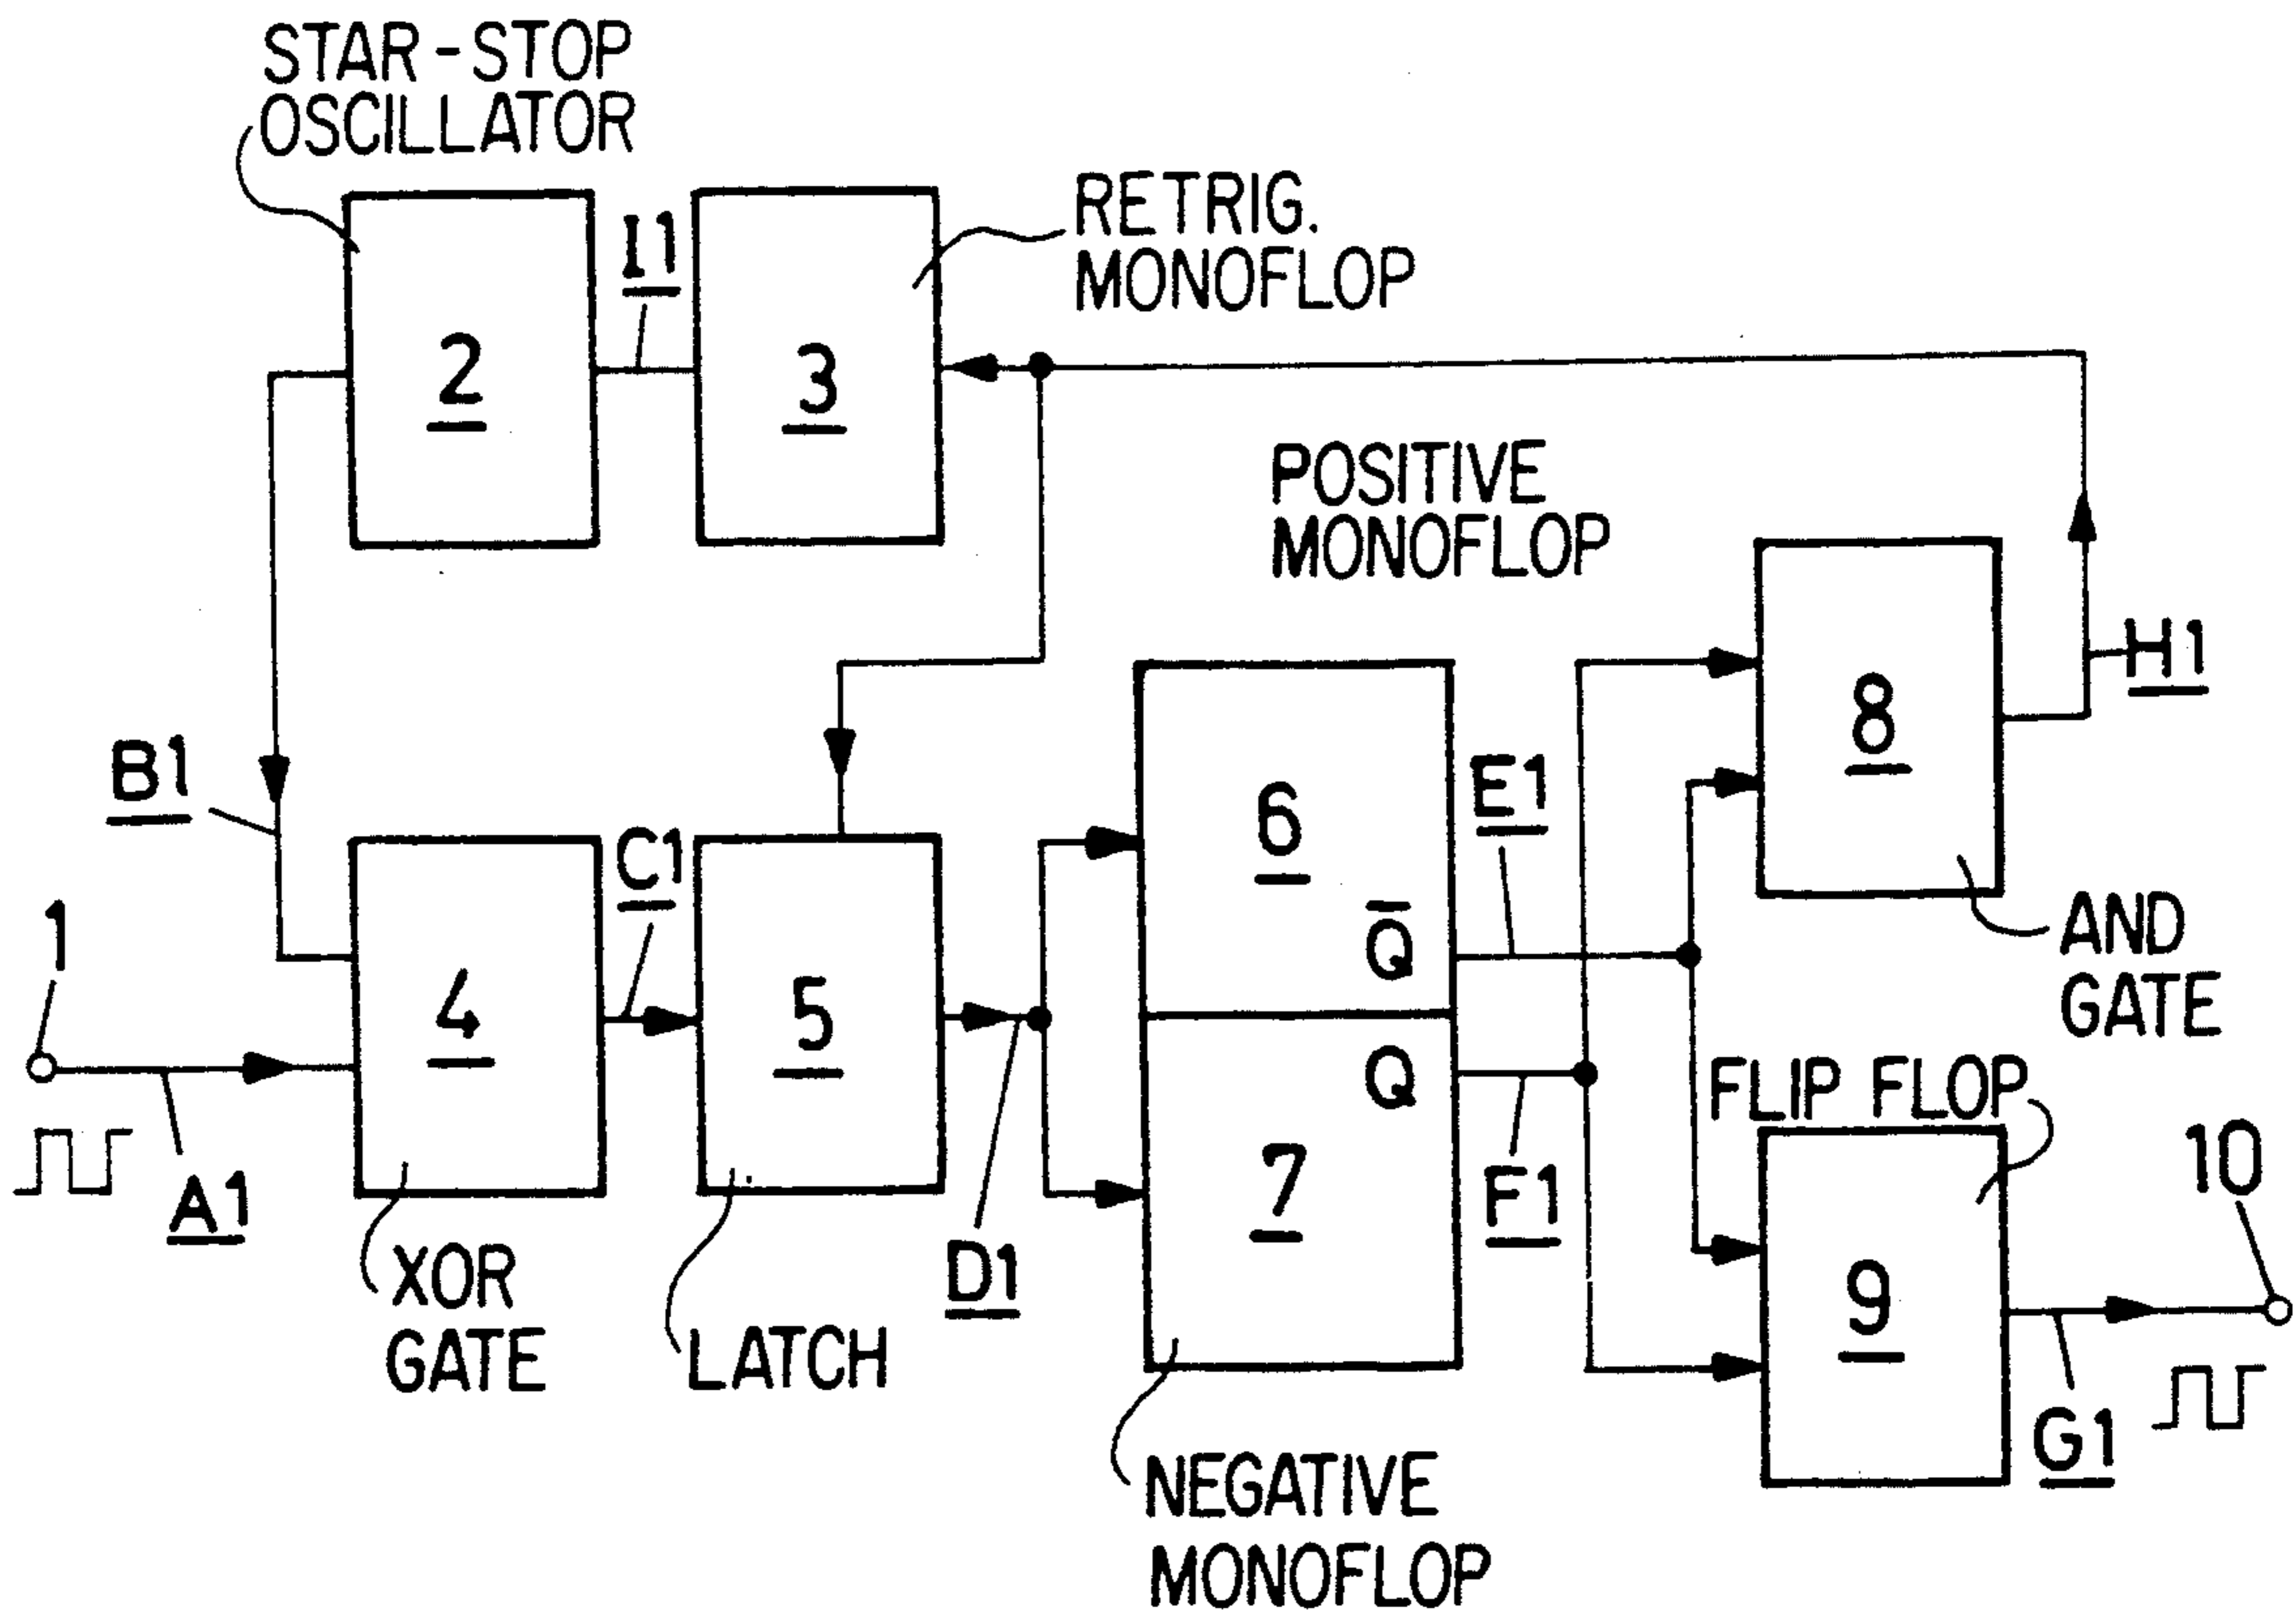 STAR-STOP
OSCILLATOR
I1
RETRIG.
MONOFLOP
2
3
POSITIVE
MONOFLOP
H1
8
B1
E1
6
C1
1
Q̅
AND
GATE
4
5
Q
FLIP FLOP
10
A1
7
F1
D1
9
XOR
GATE
LATCH
G1
NEGATIVE
MONOFLOP